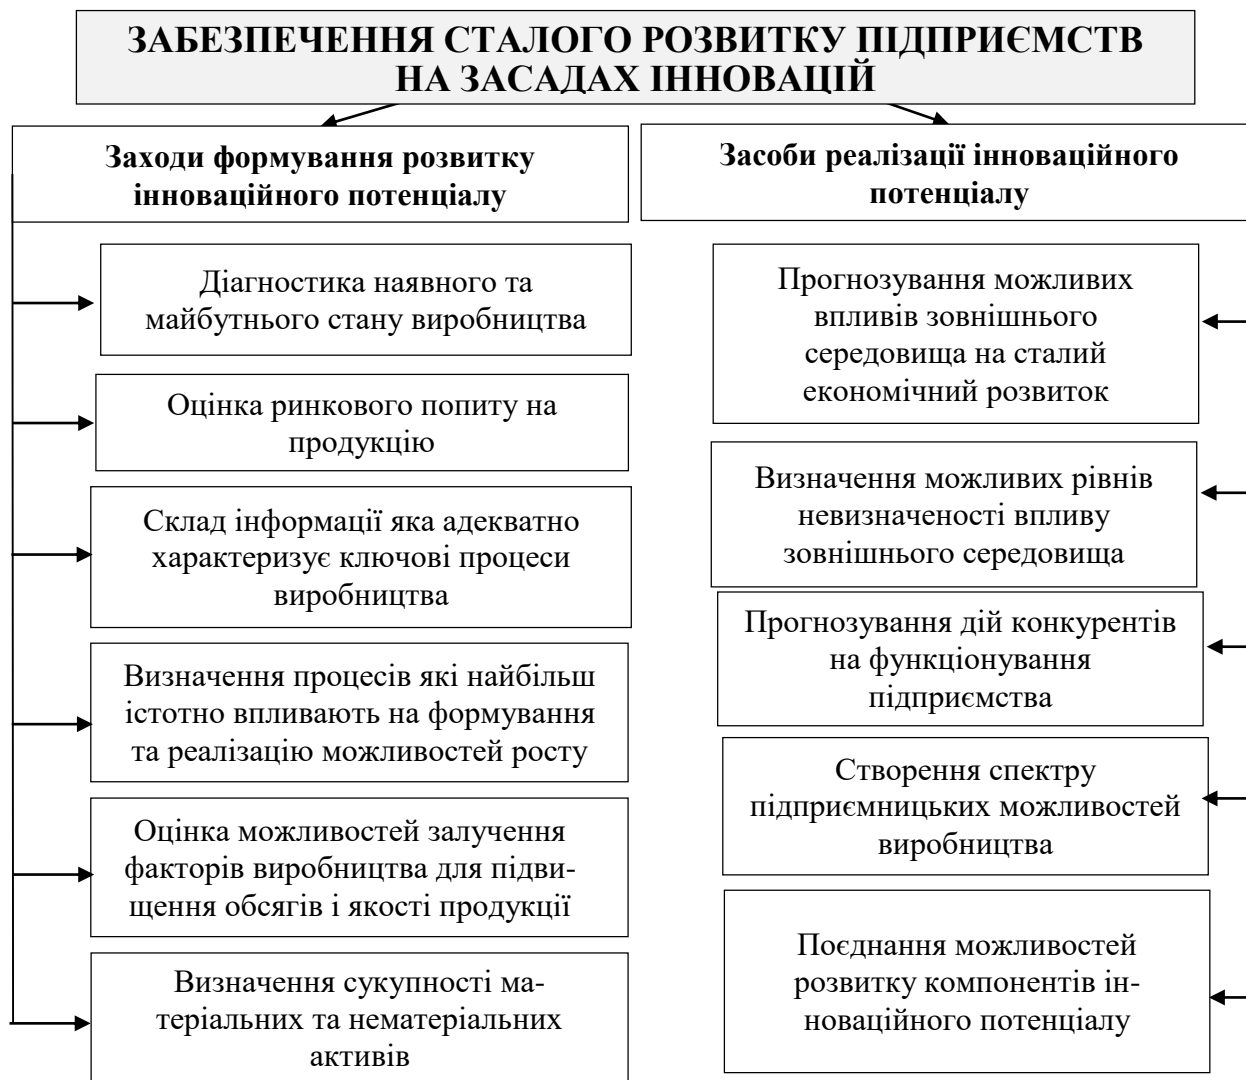 ЗАБЕЗПЕЧЕННЯ СТАЛОГО РОЗВИТКУ ПІДПРИЄМСТВ
НА ЗАСАДАХ ІННОВАЦІЙ
Заходи формування розвитку
інноваційного потенціалу
Діагностика наявного та
майбутнього стану виробництва
Оцінка ринкового попиту на
продукцію
Склад інформації яка адекватно
характеризує ключові процеси
виробництва
Визначення процесів які найбільш
істотно впливають на формування
та реалізацію можливостей росту
Оцінка можливостей залучення
факторів виробництва для підви-
щення обсягів і якості продукції
Визначення сукупності ма-
теріальних та нематеріальних
активів
Засоби реалізації інноваційного
потенціалу
Прогнозування можливих
впливів зовнішнього
середовища на сталий
економічний розвиток
Визначення можливих рівнів
невизначеності впливу
зовнішнього середовища
Прогнозування дій конкурентів
на функціонування
підприємства
Створення спектру
підприємницьких можливостей
виробництва
Поєднання можливостей
розвитку компонентів ін-
новаційного потенціалу